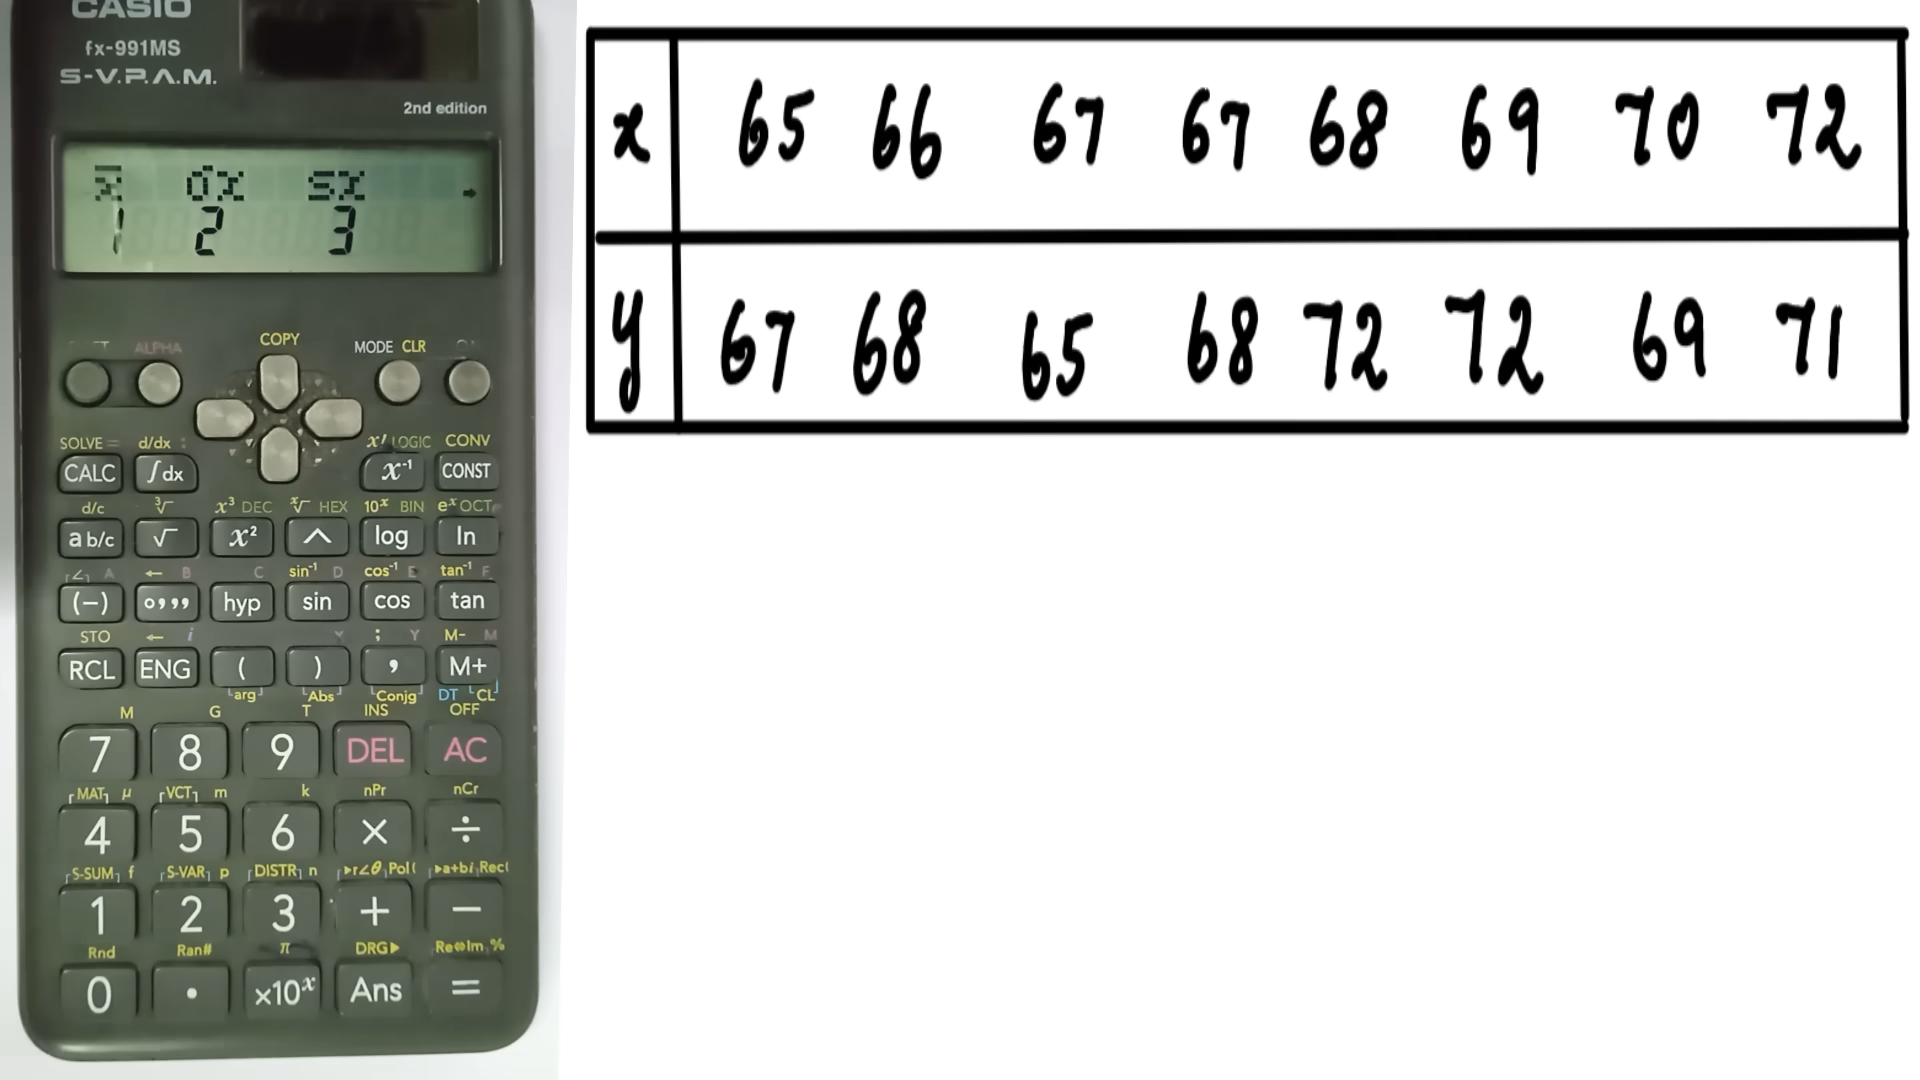 CASIO
fx-991MS
S-V.P.A.M.
2nd edition
x̄ σx sx ➡
1 2 3
COPY
ALPHA MODE CLR
SOLVE = d/dx : x! LOGIC CONV
CALC ∫dx x⁻¹ CONST
d/c ³√ x³ DEC ˣ√ HEX 10ˣ BIN eˣ OCT
a b/c √ x² ^ log ln
∠ A ← B C sin⁻¹ D cos⁻¹ E tan⁻¹ F
(−) o,,, hyp sin cos tan
STO ← i ; Y M- M
RCL ENG ( ) , M+
arg Abs Conjg DT CL
M G T INS OFF
7 8 9 DEL AC
MAT μ VCT m k nPr nCr
4 5 6 × ÷
S-SUM f S-VAR p DISTR n ▶r∠θ Pol( ▶a+bi Rec(
1 2 3 + −
Rnd Ran# π DRG▶ Re⇔Im %
0 . ×10ˣ Ans =
x 65 66 67 67 68 69 70 72
y 67 68 65 68 72 72 69 71